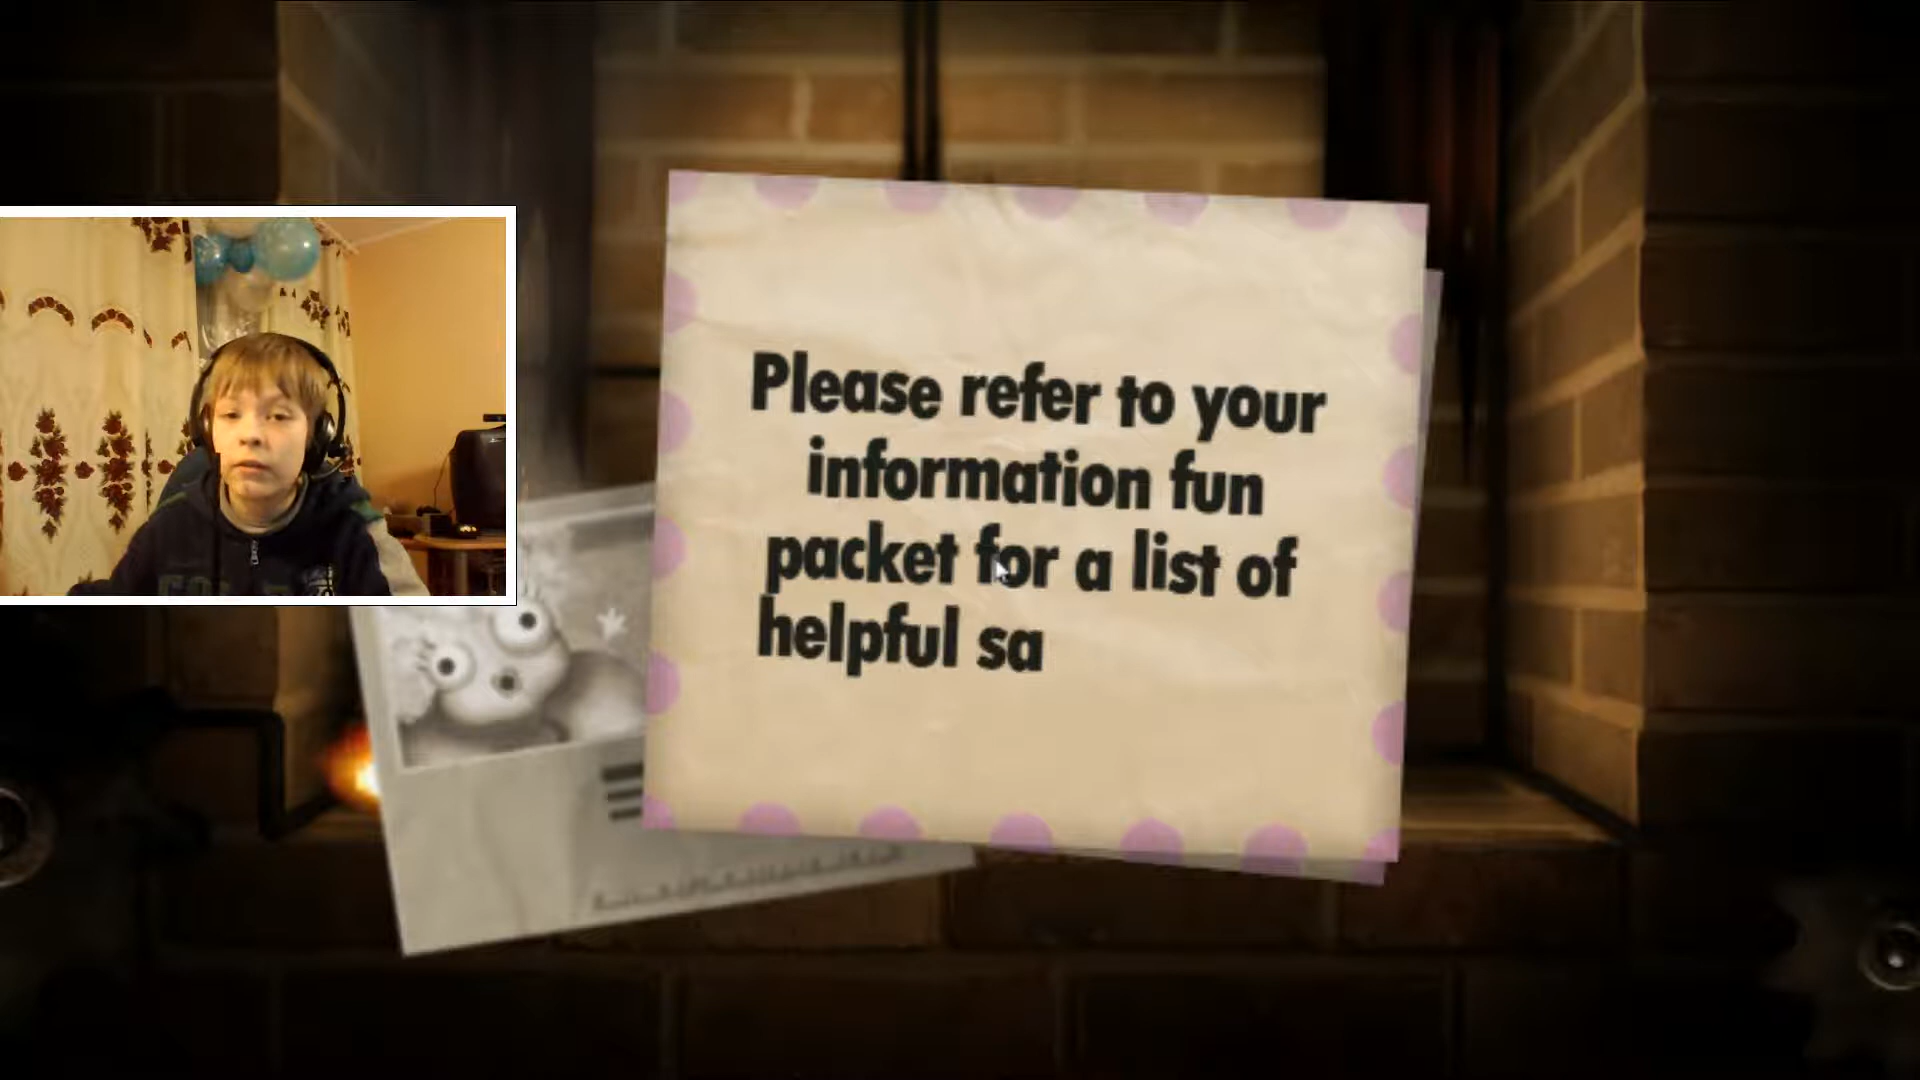 Please refer to your
information fun
packet for a list of
helpful sa